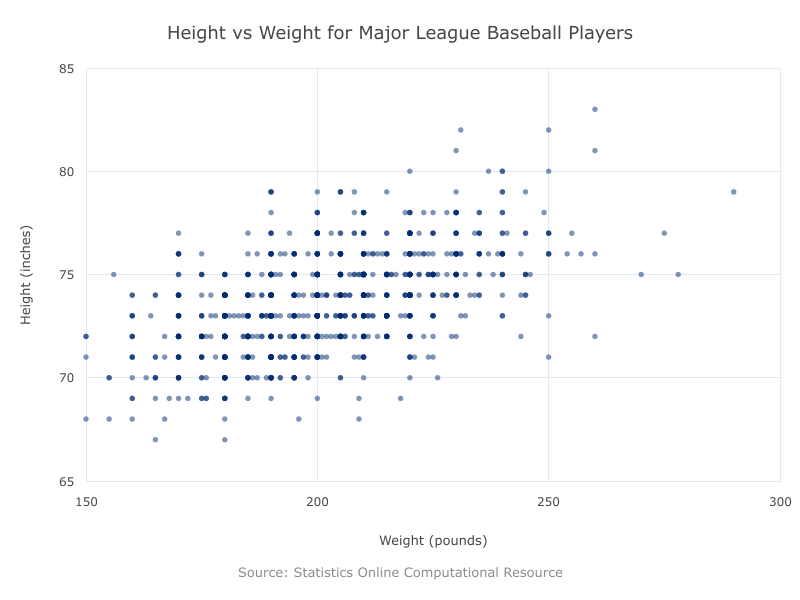 Height vs Weight for Major League Baseball Players
85
80
75
70
65
Height (inches)
150
200
250
300
Weight (pounds)
Source: Statistics Online Computational Resource